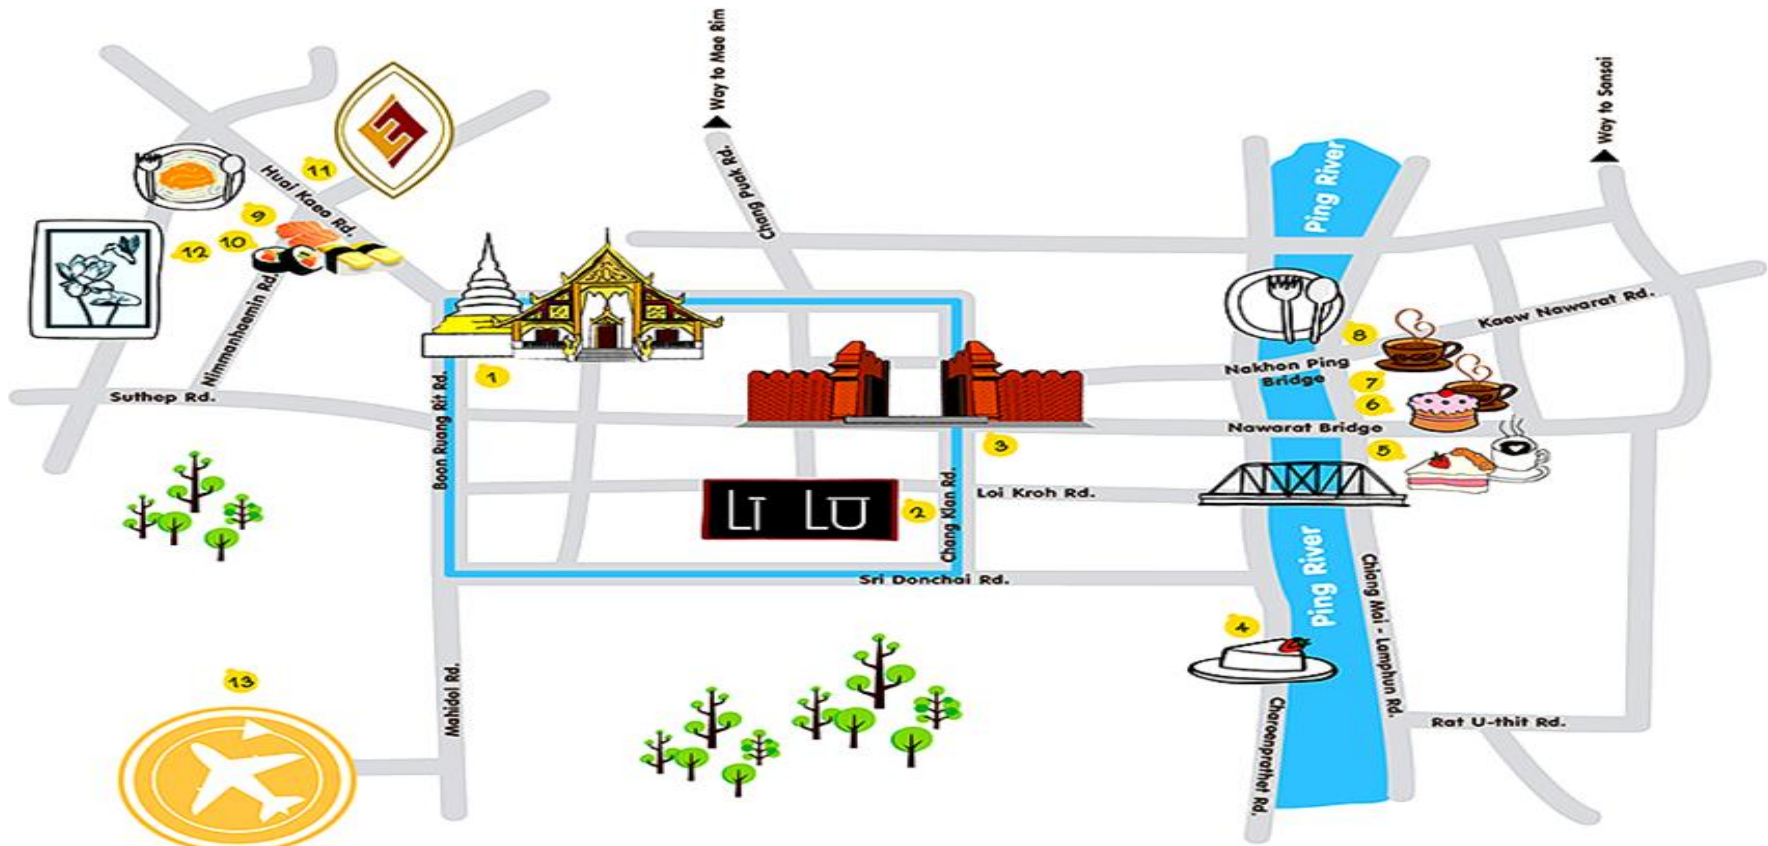 Way to Mae Rim
Way to Sansai
Chang Puak Rd.
Ping River
11
Huai Kaeo Rd.
9
10
12
Nimmanhaemin Rd.
Kaew Nawarat Rd.
8
Nakhon Ping
Bridge
7
6
1
Suthep Rd.
Boon Ruang Rit Rd.
Nawarat Bridge
3
5
Loi Kroh Rd.
LI LU
2
Chang Klan Rd.
Sri Donchai Rd.
Ping River
Chiang Mai - Lamphun Rd.
4
13
Mahidol Rd.
Charoenprathet Rd.
Rat U-thit Rd.